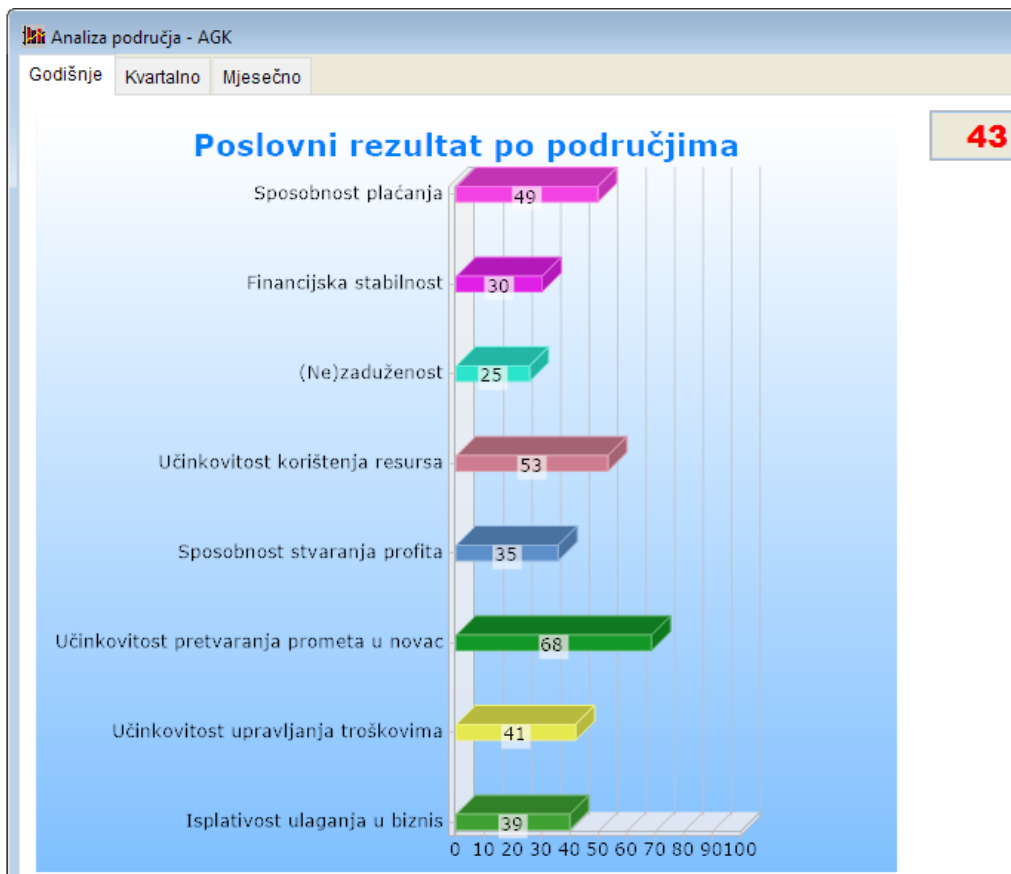 Analiza područja - AGK
Godišnje Kvartalno Mjesečno
43
Poslovni rezultat po područjima
Sposobnost plaćanja 49
Financijska stabilnost 30
(Ne)zaduženost 25
Učinkovitost korištenja resursa 53
Sposobnost stvaranja profita 35
Učinkovitost pretvaranja prometa u novac 68
Učinkovitost upravljanja troškovima 41
Isplativost ulaganja u biznis 39
0 10 20 30 40 50 60 70 80 90 100